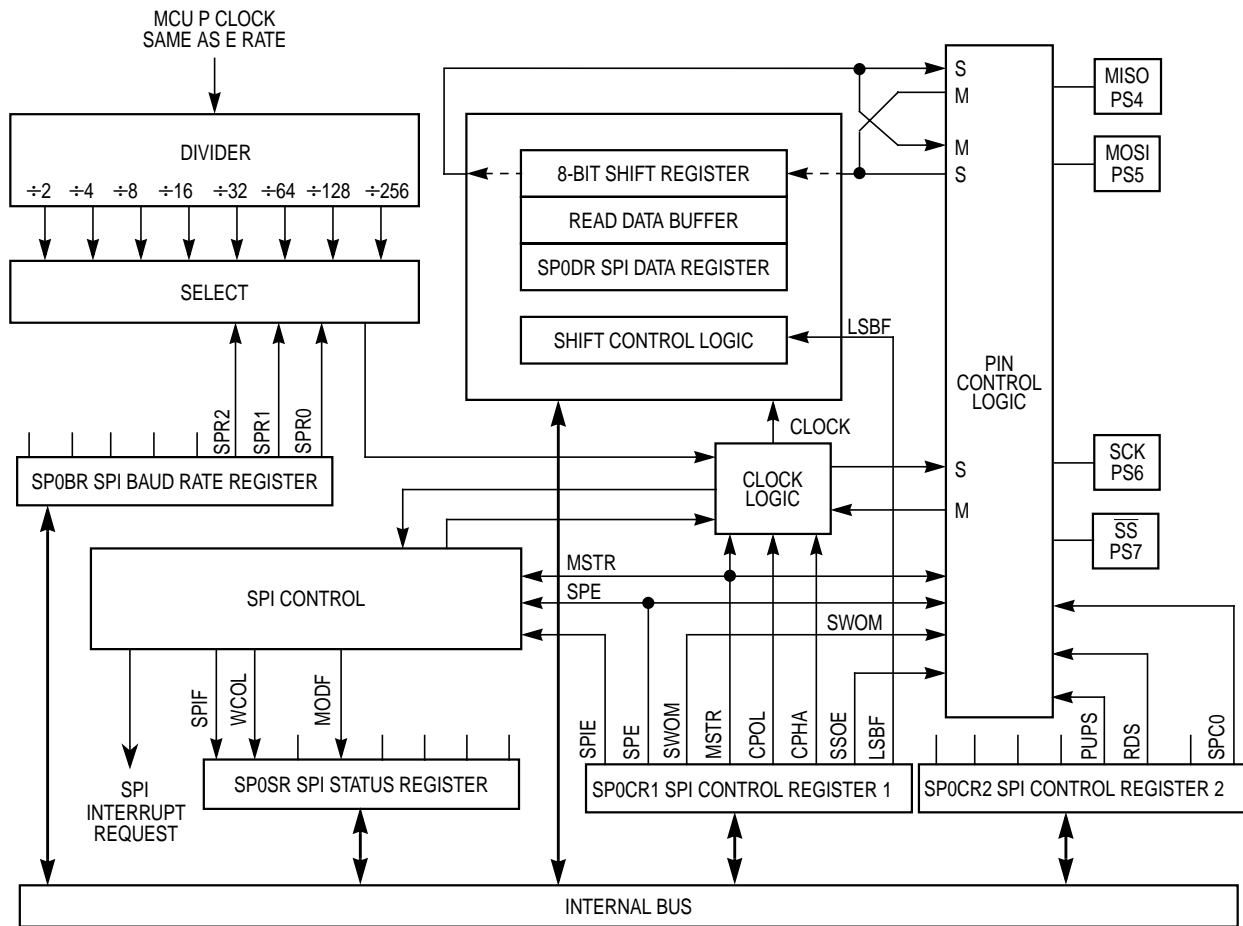 MCU P CLOCK
SAME AS E RATE
DIVIDER
÷2 ÷4 ÷8 ÷16 ÷32 ÷64 ÷128 ÷256
SELECT
SPR2
SPR1
SPR0
SP0BR SPI BAUD RATE REGISTER
8-BIT SHIFT REGISTER
READ DATA BUFFER
SP0DR SPI DATA REGISTER
SHIFT CONTROL LOGIC
LSBF
CLOCK
CLOCK
LOGIC
S
M
M
S
PIN
CONTROL
LOGIC
S
M
MISO
PS4
MOSI
PS5
SCK
PS6
SS
PS7
SPI CONTROL
MSTR
SPE
SWOM
SPIF
WCOL
MODF
SPI
INTERRUPT
REQUEST
SP0SR SPI STATUS REGISTER
SPIE
SPE
SWOM
MSTR
CPOL
CPHA
SSOE
LSBF
SP0CR1 SPI CONTROL REGISTER 1
PUPS
RDS
SPC0
SP0CR2 SPI CONTROL REGISTER 2
INTERNAL BUS